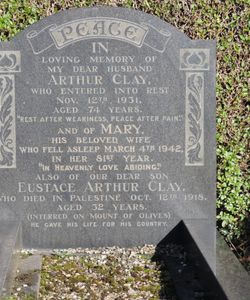 PEACE
IN
LOVING MEMORY OF
MY DEAR HUSBAND
ARTHUR CLAY,
WHO ENTERED INTO REST
NOV. 12TH 1931,
AGED 74 YEARS.
"REST AFTER WEARINESS, PEACE AFTER PAIN."
AND OF MARY,
HIS BELOVED WIFE
WHO FELL ASLEEP MARCH 4TH 1942,
IN HER 81ST YEAR.
"IN HEAVENLY LOVE ABIDING."
ALSO OF OUR DEAR SON
EUSTACE ARTHUR CLAY,
WHO DIED IN PALESTINE OCT. 12TH 1918,
AGED 32 YEARS.
(INTERRED ON MOUNT OF OLIVES)
HE GAVE HIS LIFE FOR HIS COUNTRY.